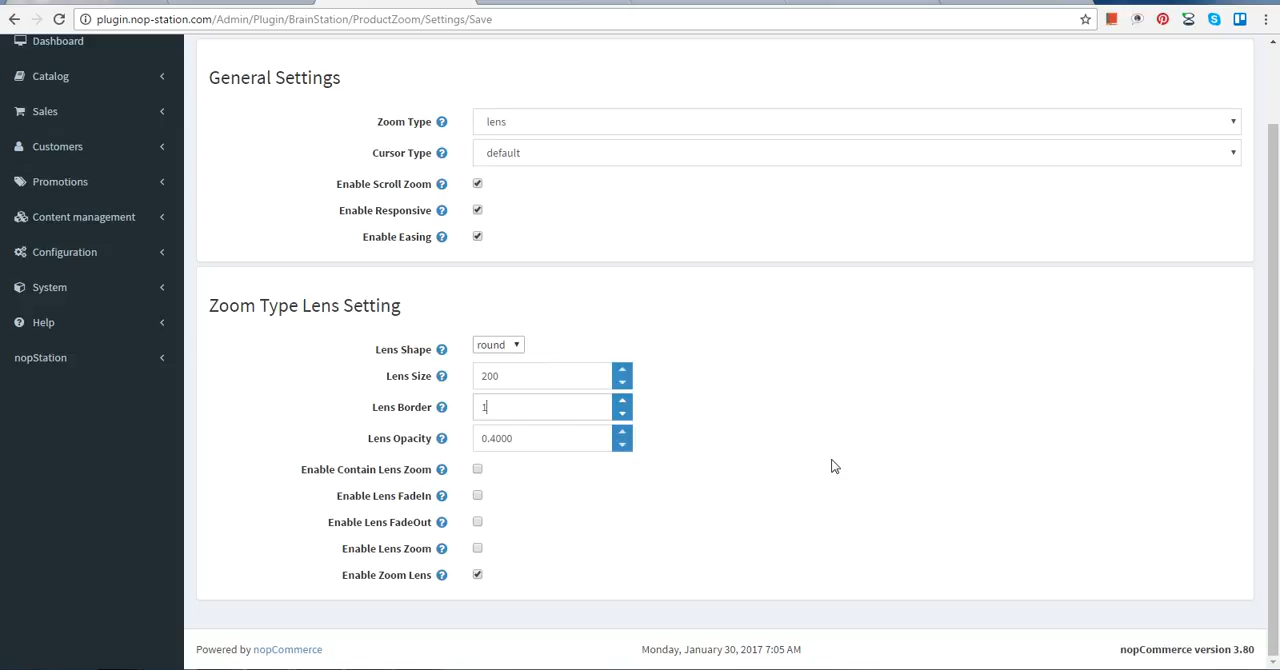 plugin.nop-station.com/Admin/Plugin/BrainStation/ProductZoom/Settings/Save
Dashboard
Catalog
Sales
Customers
Promotions
Content management
Configuration
System
Help
nopStation
General Settings
Zoom Type
lens
Cursor Type
default
Enable Scroll Zoom
Enable Responsive
Enable Easing
Zoom Type Lens Setting
Lens Shape
round
Lens Size
200
Lens Border
1
Lens Opacity
0.4000
Enable Contain Lens Zoom
Enable Lens FadeIn
Enable Lens FadeOut
Enable Lens Zoom
Enable Zoom Lens
Powered by nopCommerce
Monday, January 30, 2017 7:05 AM
nopCommerce version 3.80